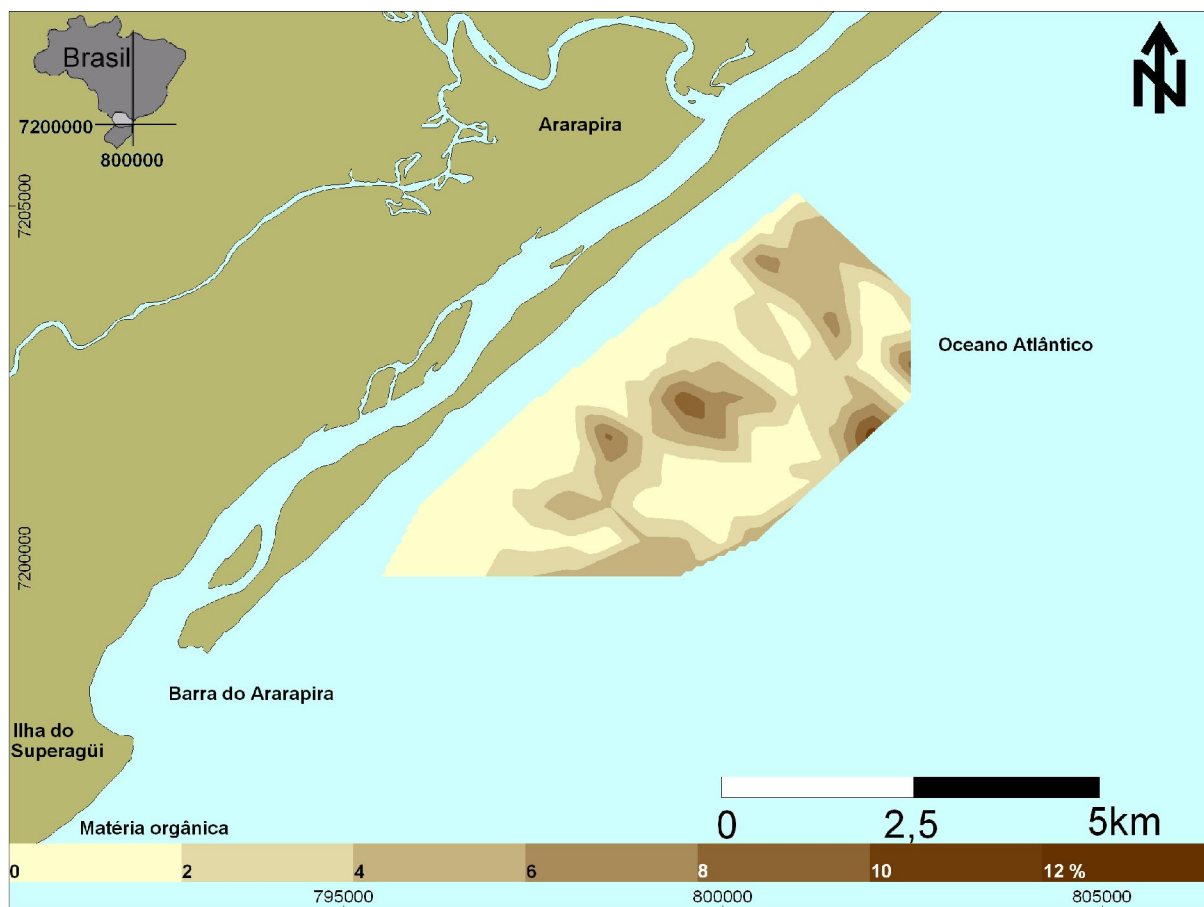 Brasil
7200000
800000
N
Ararapira
7205000
Oceano Atlântico
7200000
Barra do Ararapira
Ilha do
Superagüi
0 2,5 5km
Matéria orgânica
0 2 4 6 8 10 12 %
795000 800000 805000